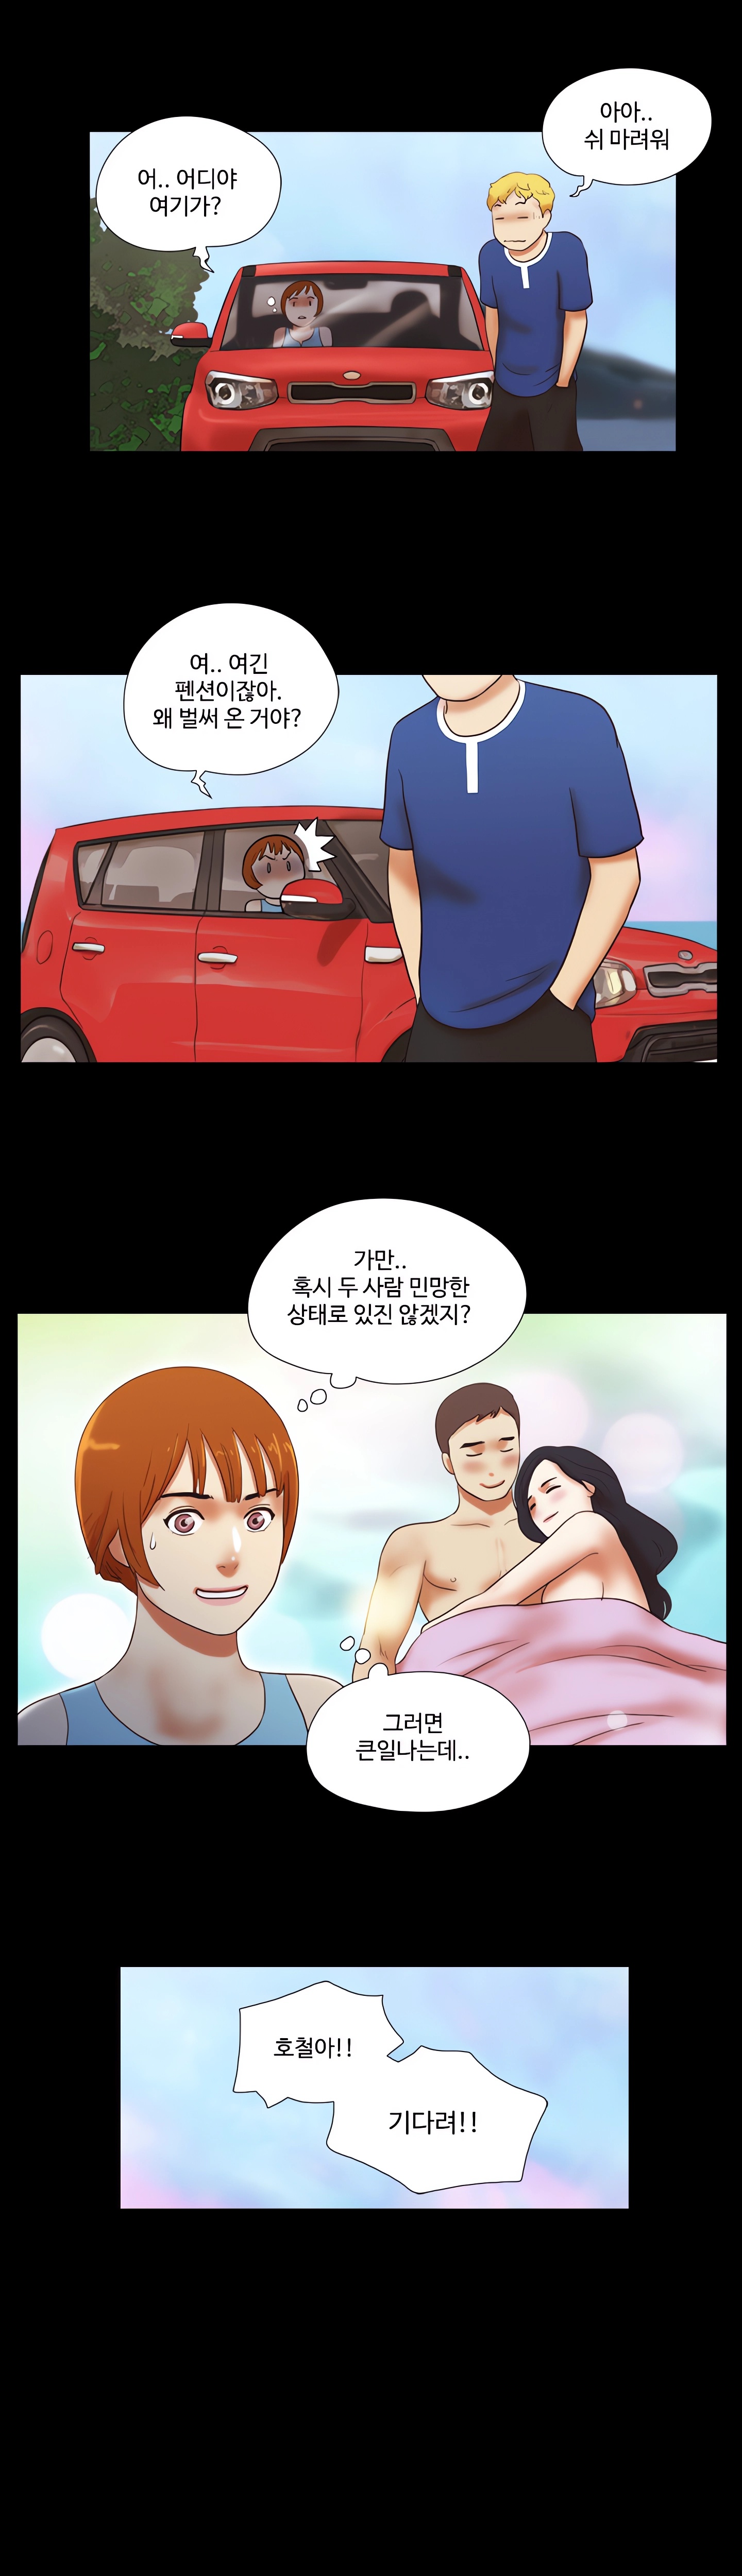 아아..
쉬 마려워
어.. 어디야
여기가?
여.. 여긴
펜션이잖아.
왜 벌써 온 거야?
가만..
혹시 두 사람 민망한
상태로 있진 않겠지?
그러면
큰일나는데..
호철아!!
기다려!!